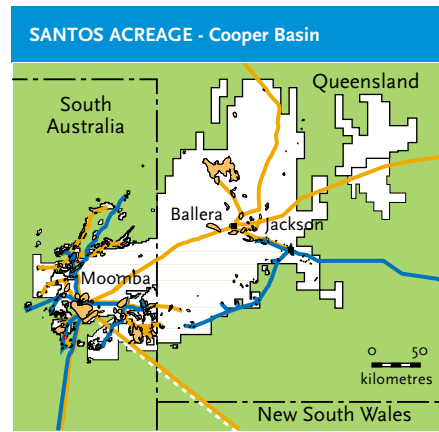 SANTOS ACREAGE - Cooper Basin
Queensland
South
Australia
Ballera
Jackson
Moomba
0 50
kilometres
New South Wales